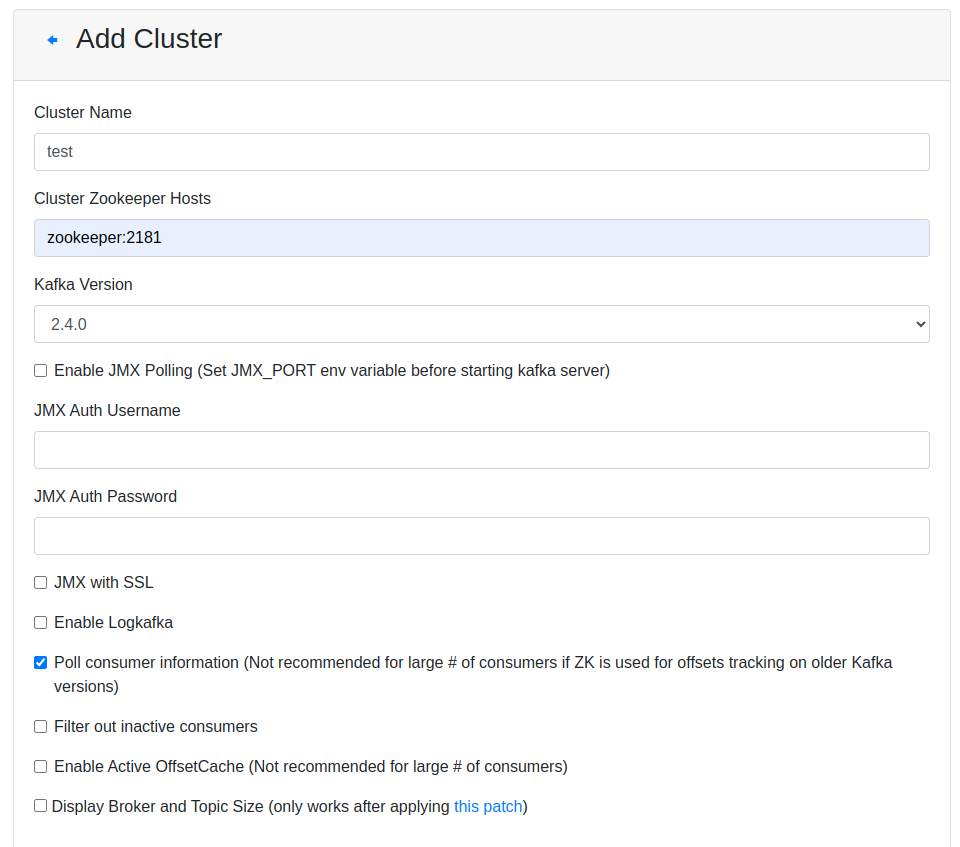 Add Cluster
Cluster Name
test
Cluster Zookeeper Hosts
zookeeper:2181
Kafka Version
2.4.0
Enable JMX Polling (Set JMX_PORT env variable before starting kafka server)
JMX Auth Username
JMX Auth Password
JMX with SSL
Enable Logkafka
Poll consumer information (Not recommended for large # of consumers if ZK is used for offsets tracking on older Kafka
versions)
Filter out inactive consumers
Enable Active OffsetCache (Not recommended for large # of consumers)
Display Broker and Topic Size (only works after applying this patch)